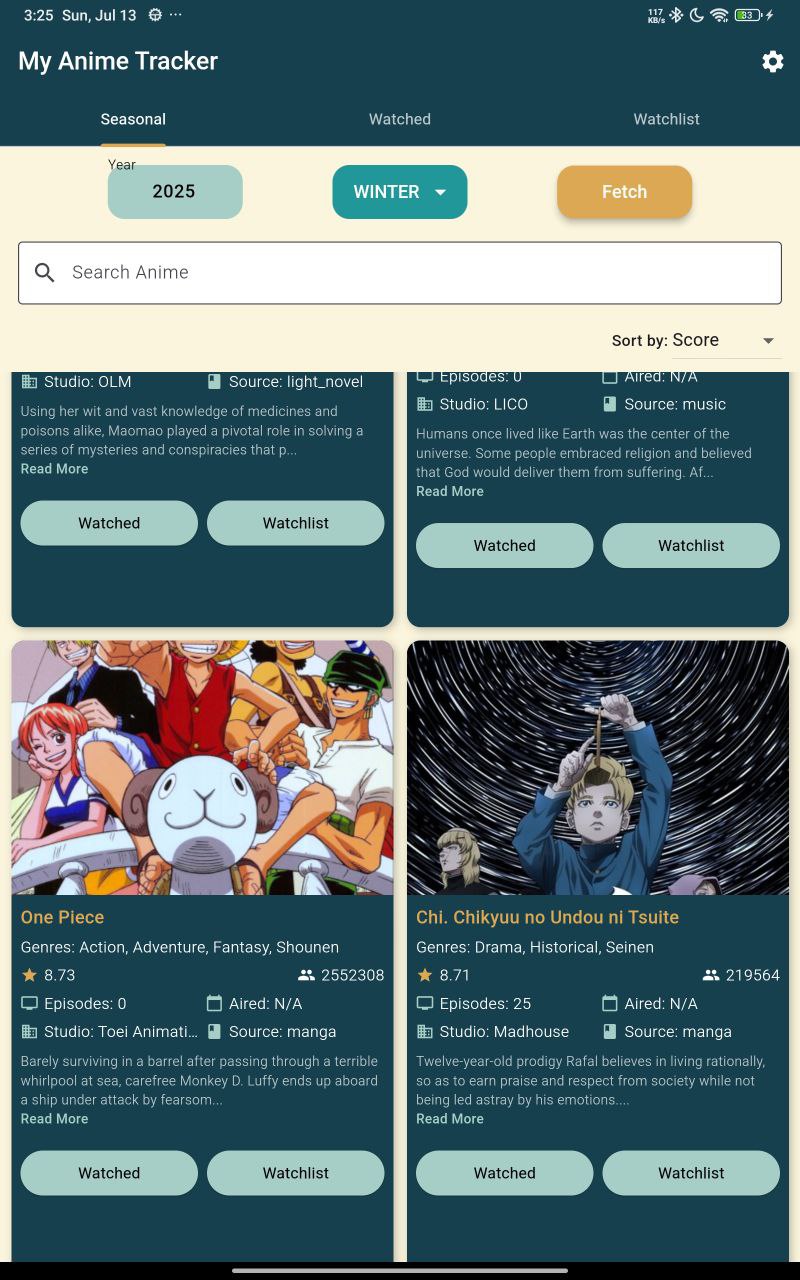 3:25 Sun, Jul 13 ···
117 KB/s 33
My Anime Tracker
Seasonal Watched Watchlist
Year
2025 WINTER Fetch
Search Anime
Sort by: Score
Studio: OLM Source: light_novel
Using her wit and vast knowledge of medicines and
poisons alike, Maomao played a pivotal role in solving a
series of mysteries and conspiracies that p...
Read More
Watched Watchlist
Episodes: 0 Aired: N/A
Studio: LICO Source: music
Humans once lived like Earth was the center of the
universe. Some people embraced religion and believed
that God would deliver them from suffering. Af...
Read More
Watched Watchlist
One Piece
Genres: Action, Adventure, Fantasy, Shounen
8.73 2552308
Episodes: 0 Aired: N/A
Studio: Toei Animati... Source: manga
Barely surviving in a barrel after passing through a terrible
whirlpool at sea, carefree Monkey D. Luffy ends up aboard
a ship under attack by fearsom...
Read More
Watched Watchlist
Chi. Chikyuu no Undou ni Tsuite
Genres: Drama, Historical, Seinen
8.71 219564
Episodes: 25 Aired: N/A
Studio: Madhouse Source: manga
Twelve-year-old prodigy Rafal believes in living rationally,
so as to earn praise and respect from society while not
being led astray by his emotions....
Read More
Watched Watchlist